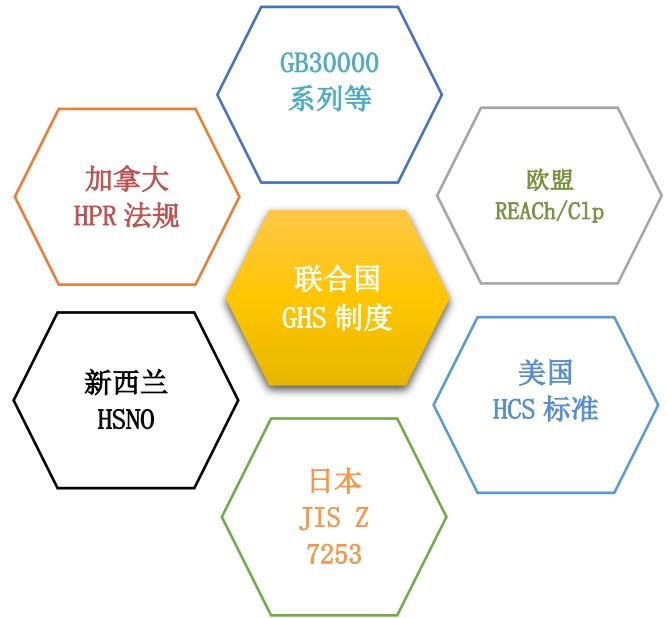 GB30000
系列等
加拿大
HPR 法规
欧盟
REACh/Clp
联合国
GHS 制度
新西兰
HSNO
美国
HCS 标准
日本
JIS Z
7253